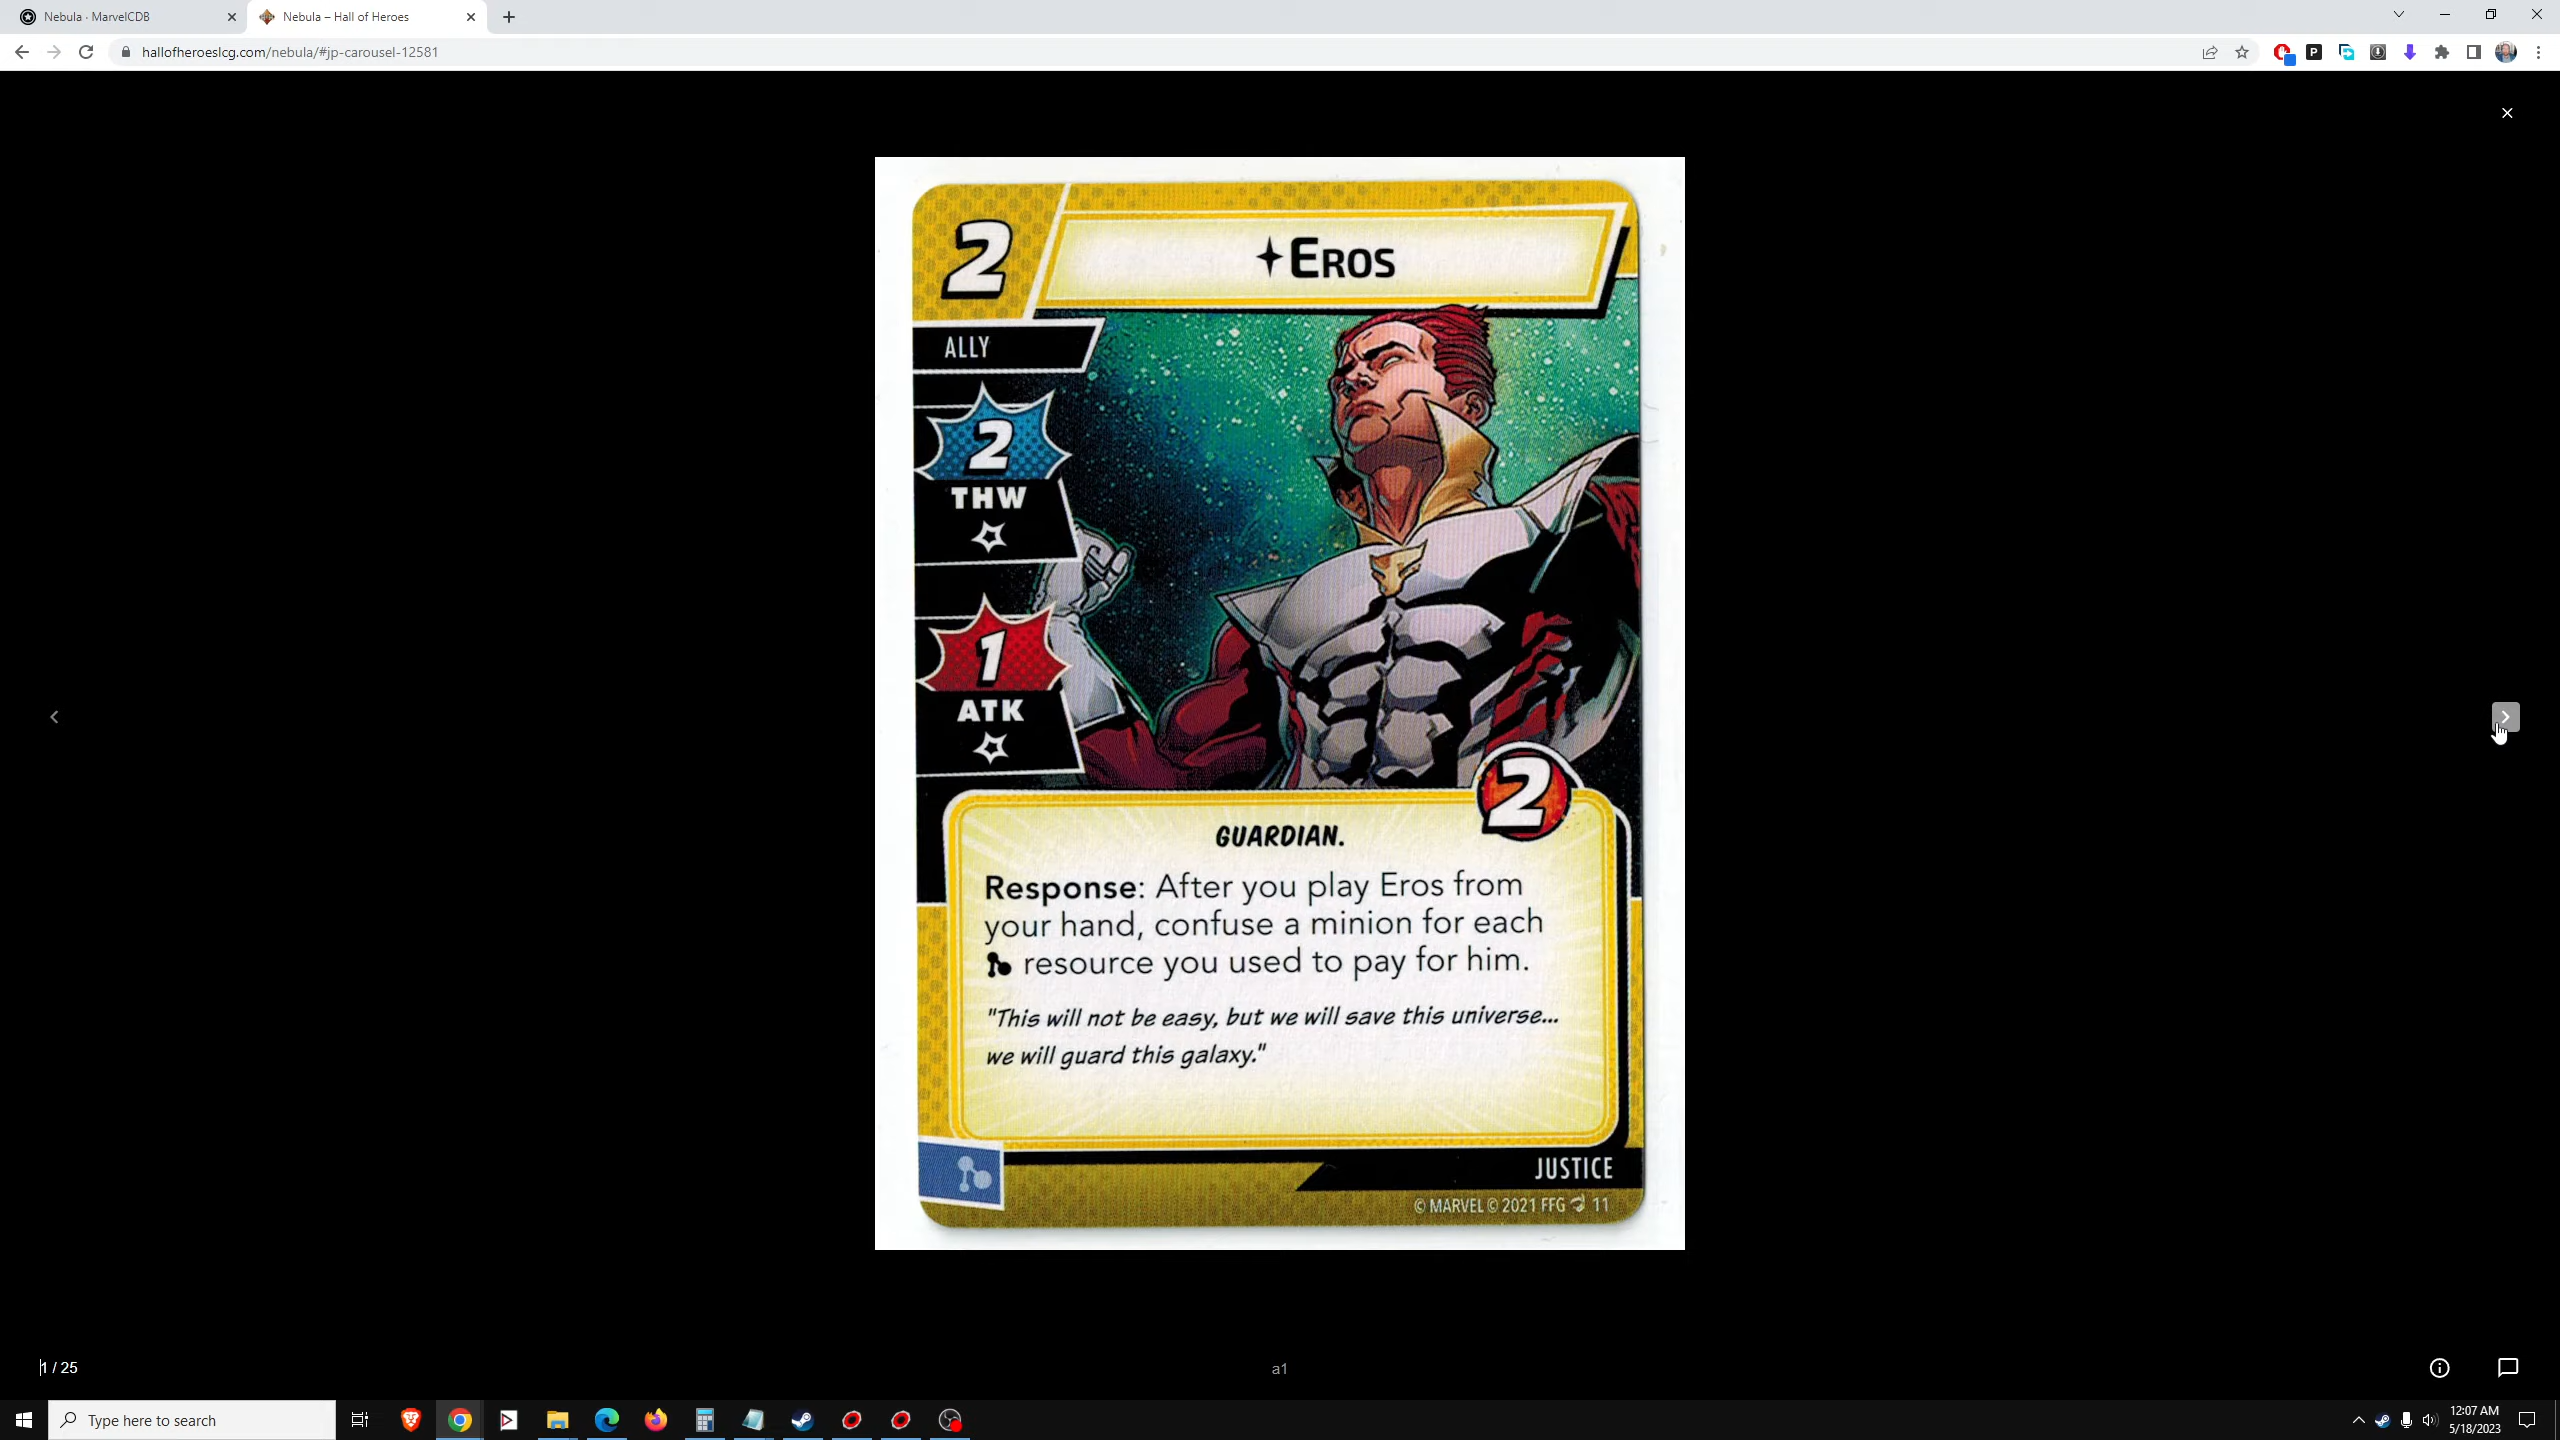 Nebula · MarvelCDB
Nebula – Hall of Heroes
hallofheroeslcg.com/nebula/#jp-carousel-12581
P
2
EROS
ALLY
2
THW
1
ATK
2
GUARDIAN.
Response: After you play Eros from
your hand, confuse a minion for each
resource you used to pay for him.
"This will not be easy, but we will save this universe...
we will guard this galaxy."
JUSTICE
© MARVEL © 2021 FFG 11
1 / 25
a1
Type here to search
12:07 AM
5/18/2023